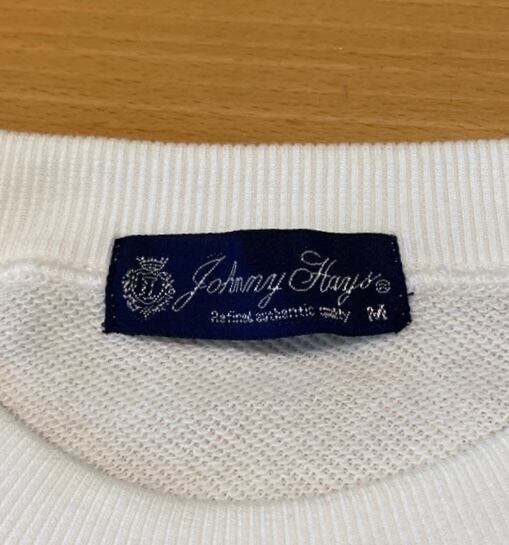 Johnny Hays®
Refined authentic quality M